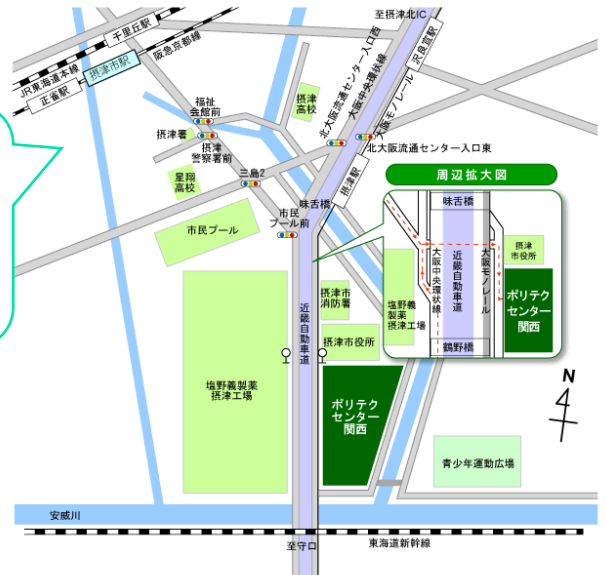 至摂津北IC
千里丘駅
阪急京都線
摂津市駅
JR東海道本線
正雀駅
北大阪流通センター入口西
大阪中央環状線
沢良宜駅
大阪モノレール
福祉
会館前
摂津
高校
摂津署
摂津
警察署前
北大阪流通センター入口東
三島2
星翔
高校
摂津駅
味舌橋
市民
プール前
市民プール
周辺拡大図
味舌橋
大阪中央環状線
近畿自動車道
大阪モノレール
摂津
市役所
ポリテク
センター
関西
鶴野橋
塩野義
製薬
摂津工場
摂津市
消防署
近畿自動車道
摂津市役所
塩野義製薬
摂津工場
ポリテク
センター
関西
N
青少年運動広場
安威川
東海道新幹線
至守口